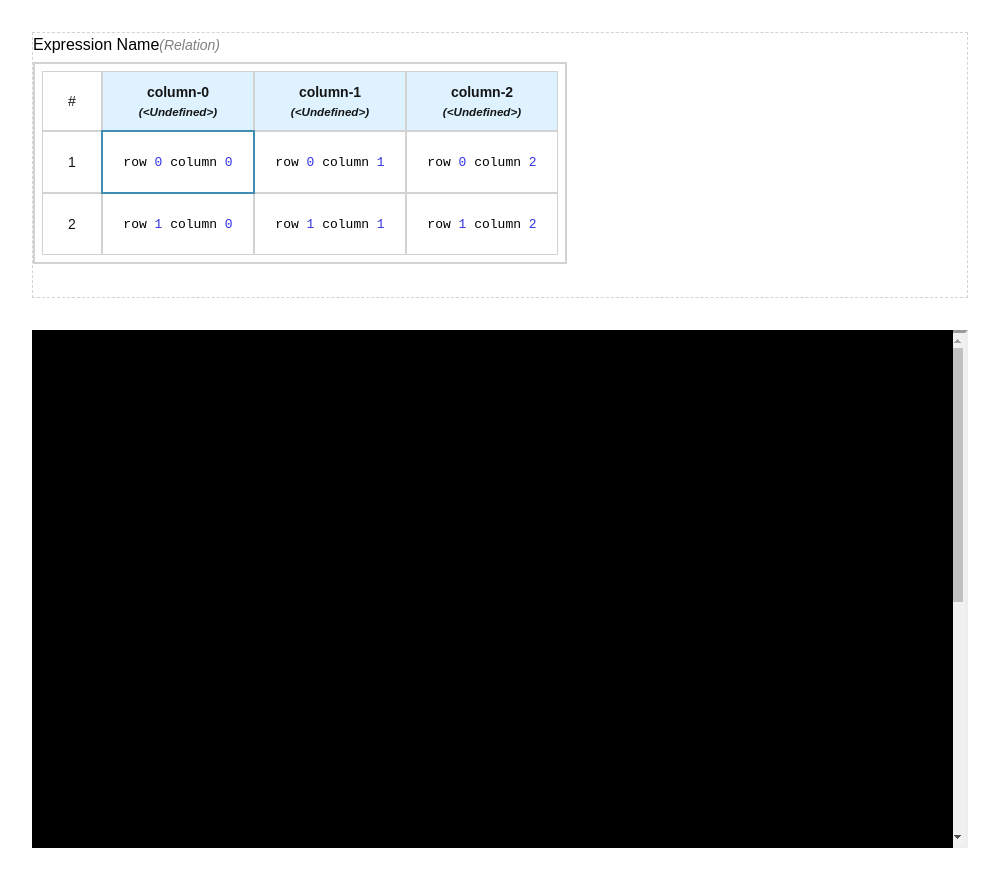 Expression Name(Relation)
# column-0 column-1 column-2
(<Undefined>) (<Undefined>) (<Undefined>)
1 row 0 column 0 row 0 column 1 row 0 column 2
2 row 1 column 0 row 1 column 1 row 1 column 2